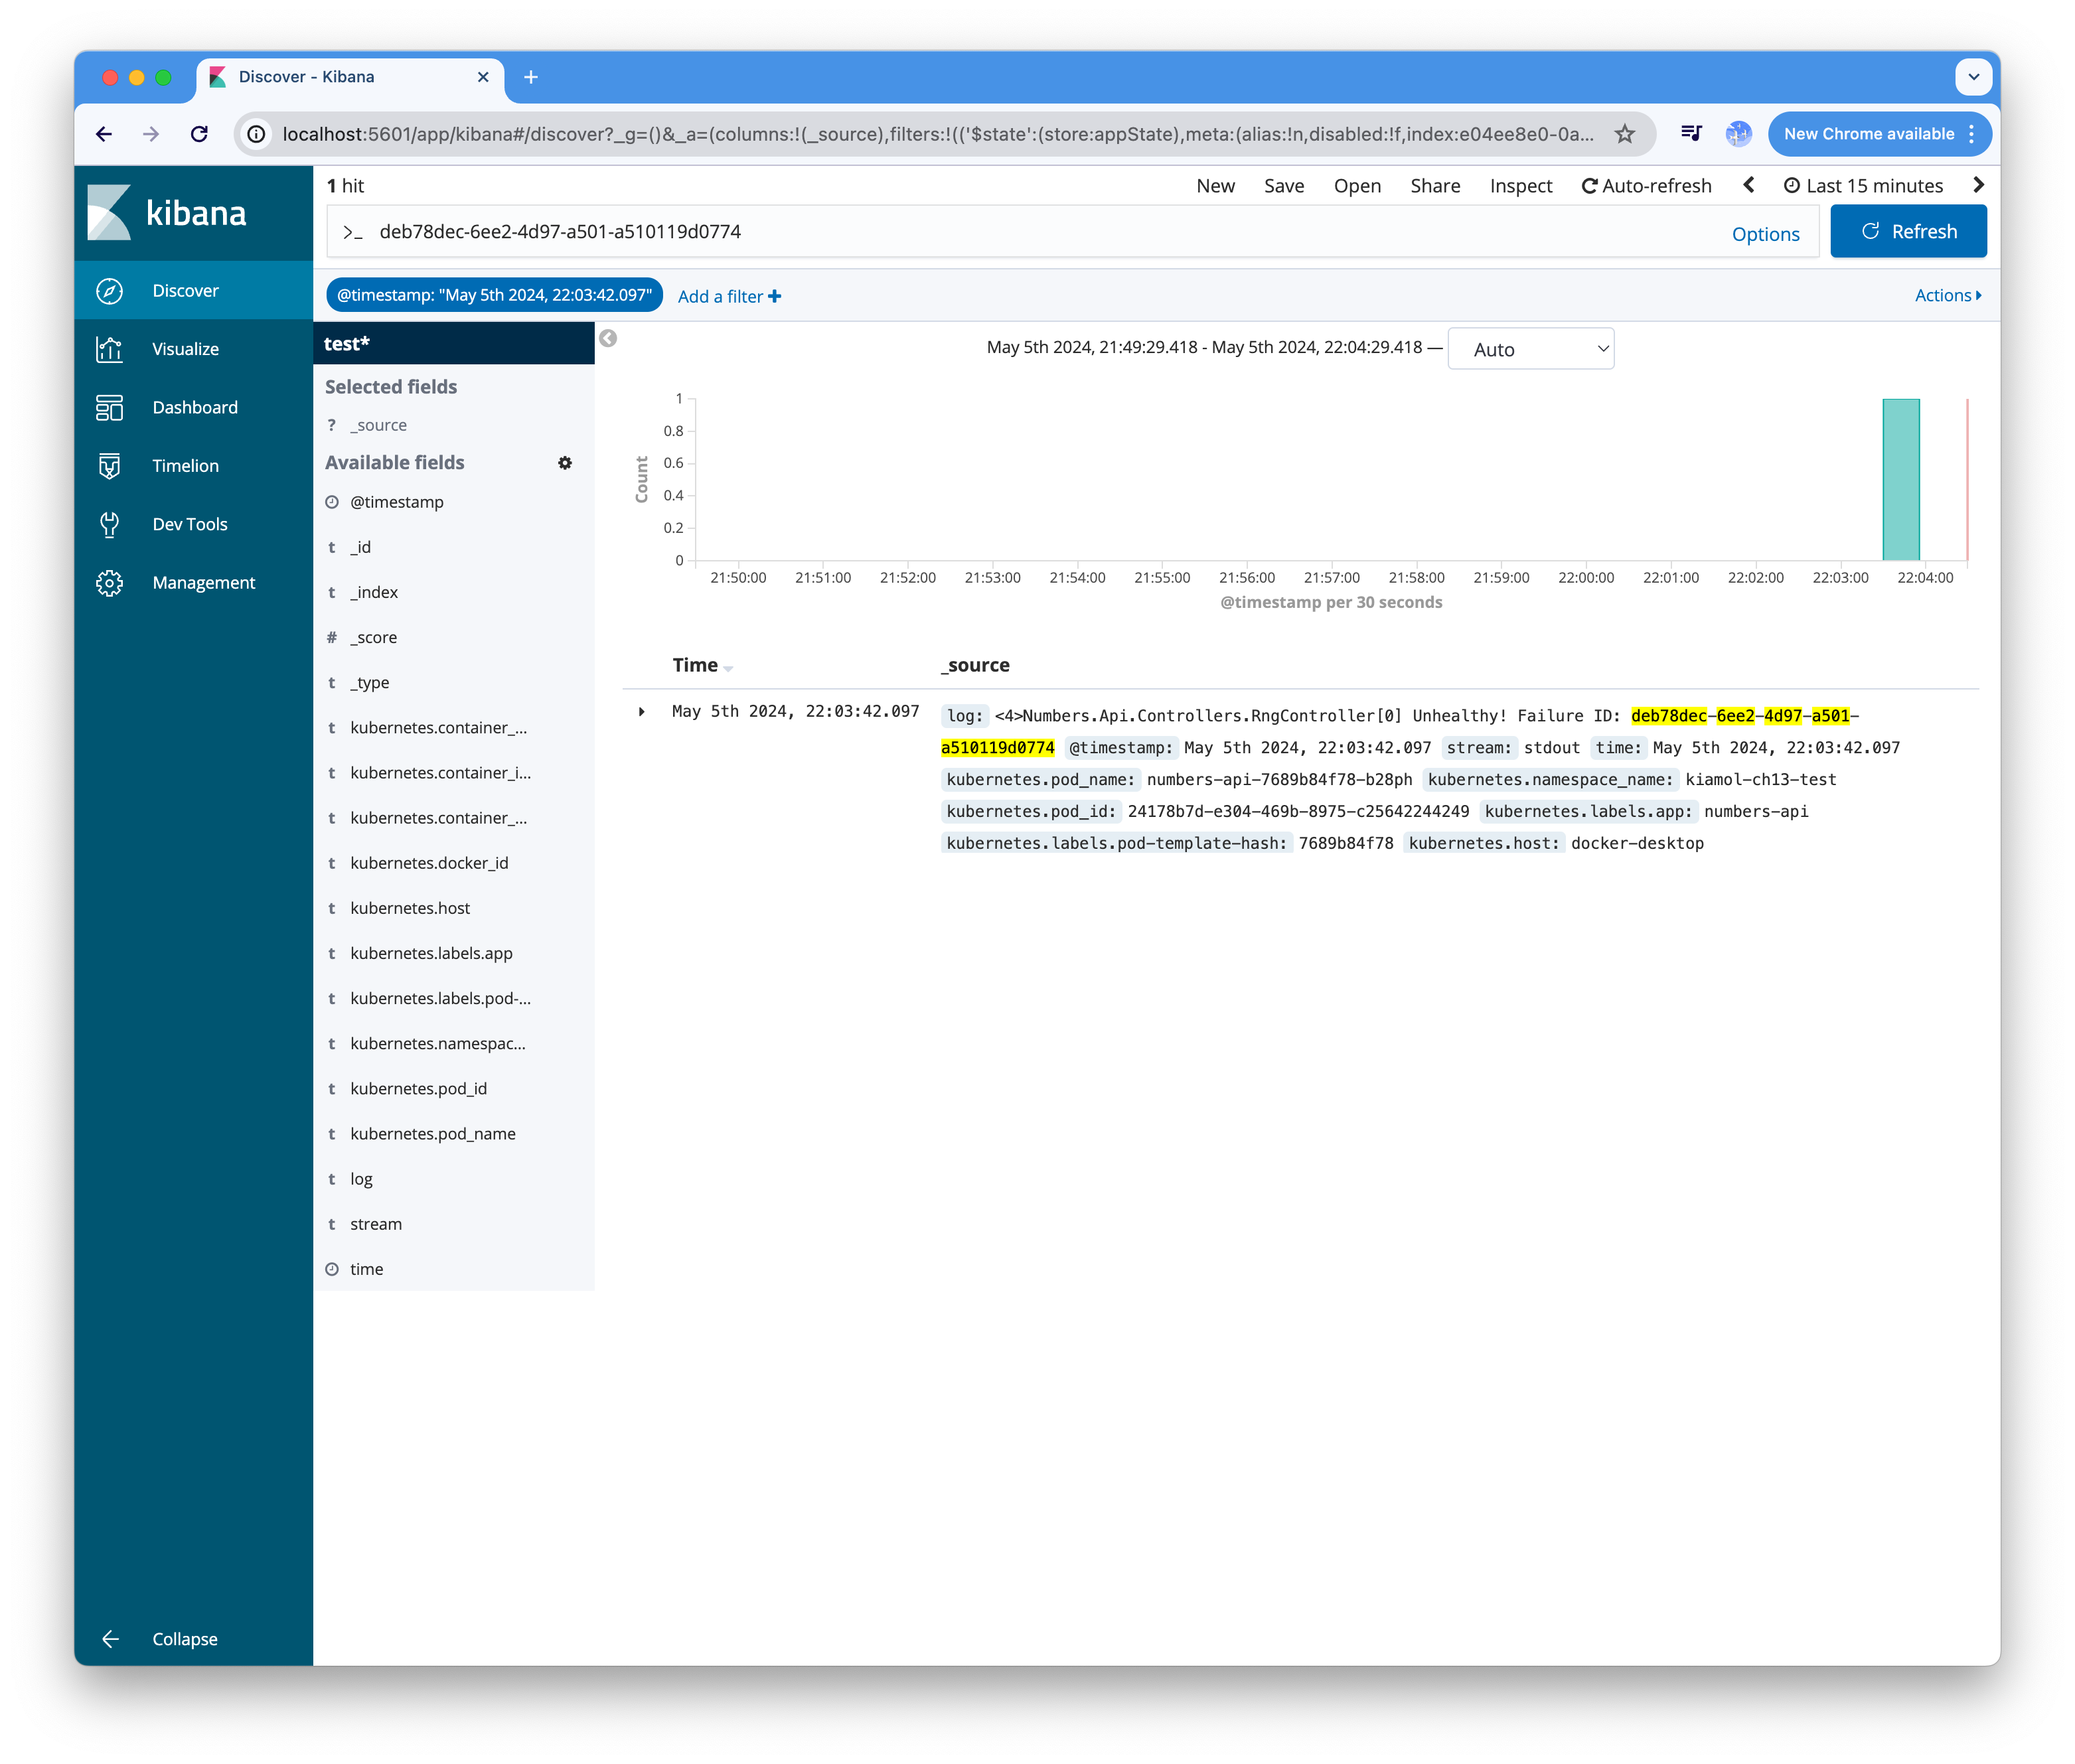 Discover - Kibana
localhost:5601/app/kibana#/discover?_g=()&_a=(columns:!(_source),filters:!(('$state':(store:appState),meta:(alias:!n,disabled:!f,index:e04ee8e0-0a...
New Chrome available
kibana
Discover
Visualize
Dashboard
Timelion
Dev Tools
Management
Collapse
1 hit
New Save Open Share Inspect Auto-refresh Last 15 minutes
>_ deb78dec-6ee2-4d97-a501-a510119d0774
Options
Refresh
@timestamp: "May 5th 2024, 22:03:42.097"
Add a filter +
Actions
test*
Selected fields
? _source
Available fields
@timestamp
t _id
t _index
# _score
t _type
t kubernetes.container_...
t kubernetes.container_i...
t kubernetes.container_...
t kubernetes.docker_id
t kubernetes.host
t kubernetes.labels.app
t kubernetes.labels.pod-...
t kubernetes.namespac...
t kubernetes.pod_id
t kubernetes.pod_name
t log
t stream
time
May 5th 2024, 21:49:29.418 - May 5th 2024, 22:04:29.418 — Auto
Count
1
0.8
0.6
0.4
0.2
0
21:50:00 21:51:00 21:52:00 21:53:00 21:54:00 21:55:00 21:56:00 21:57:00 21:58:00 21:59:00 22:00:00 22:01:00 22:02:00 22:03:00 22:04:00
@timestamp per 30 seconds
Time _source
May 5th 2024, 22:03:42.097
log: <4>Numbers.Api.Controllers.RngController[0] Unhealthy! Failure ID: deb78dec-6ee2-4d97-a501-
a510119d0774 @timestamp: May 5th 2024, 22:03:42.097 stream: stdout time: May 5th 2024, 22:03:42.097
kubernetes.pod_name: numbers-api-7689b84f78-b28ph kubernetes.namespace_name: kiamol-ch13-test
kubernetes.pod_id: 24178b7d-e304-469b-8975-c25642244249 kubernetes.labels.app: numbers-api
kubernetes.labels.pod-template-hash: 7689b84f78 kubernetes.host: docker-desktop